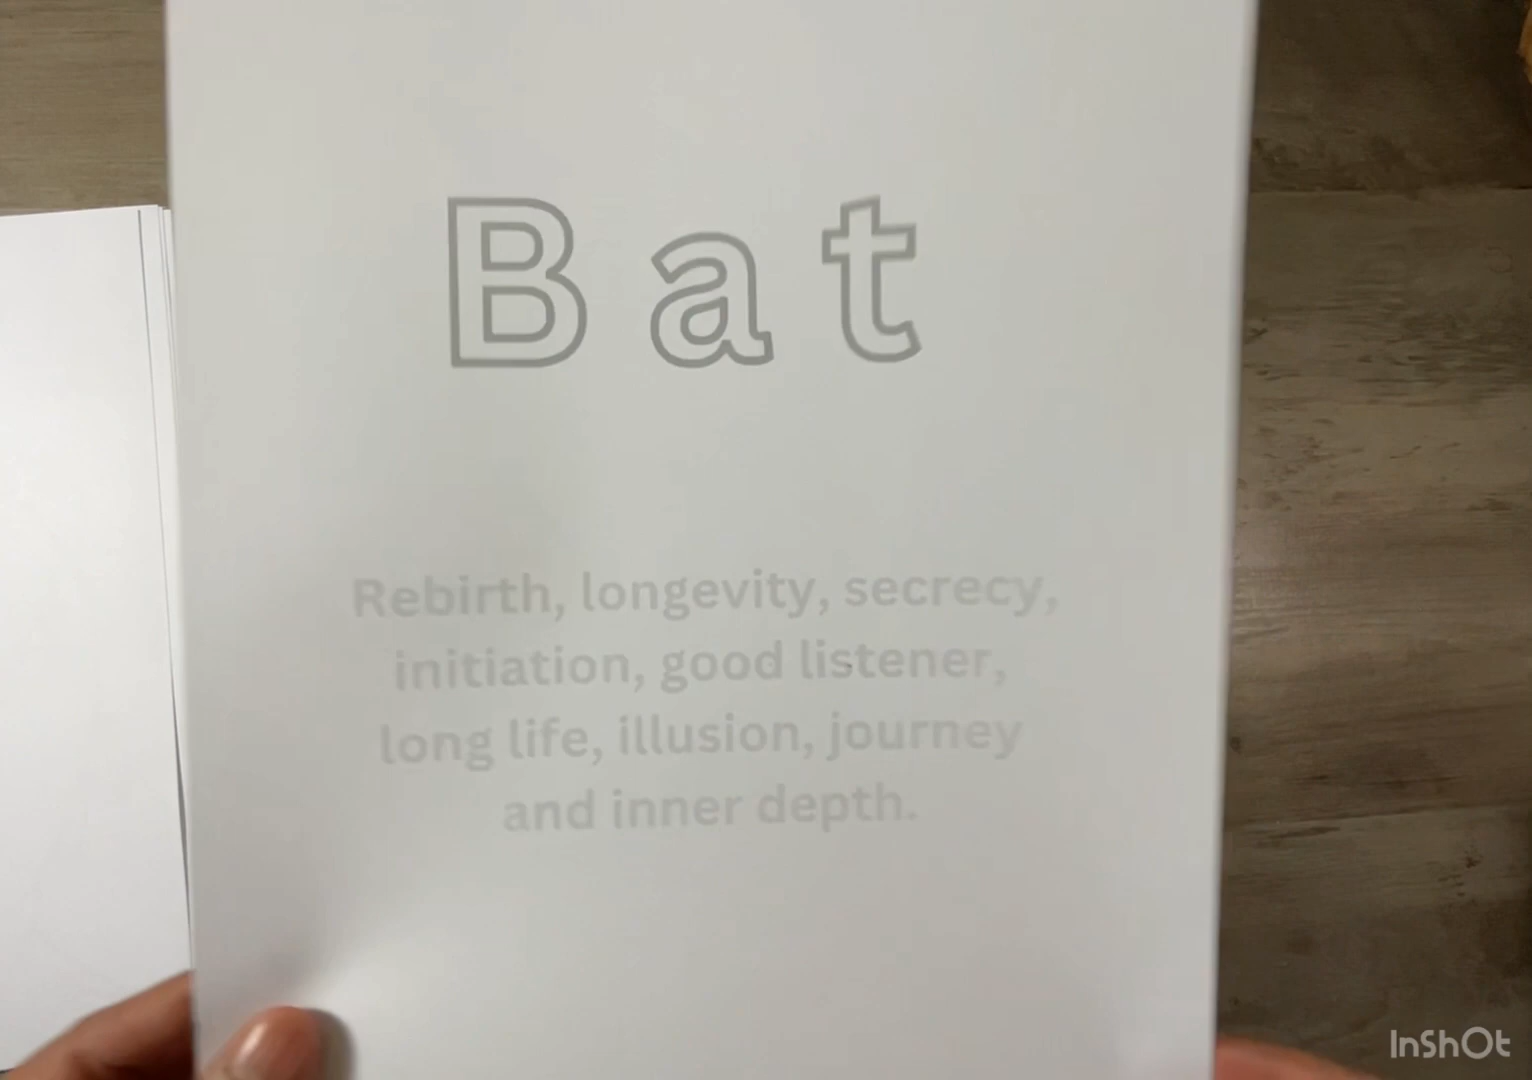 Bat
Rebirth, longevity, secrecy,
initiation, good listener,
long life, illusion, journey
and inner depth.
InShOt